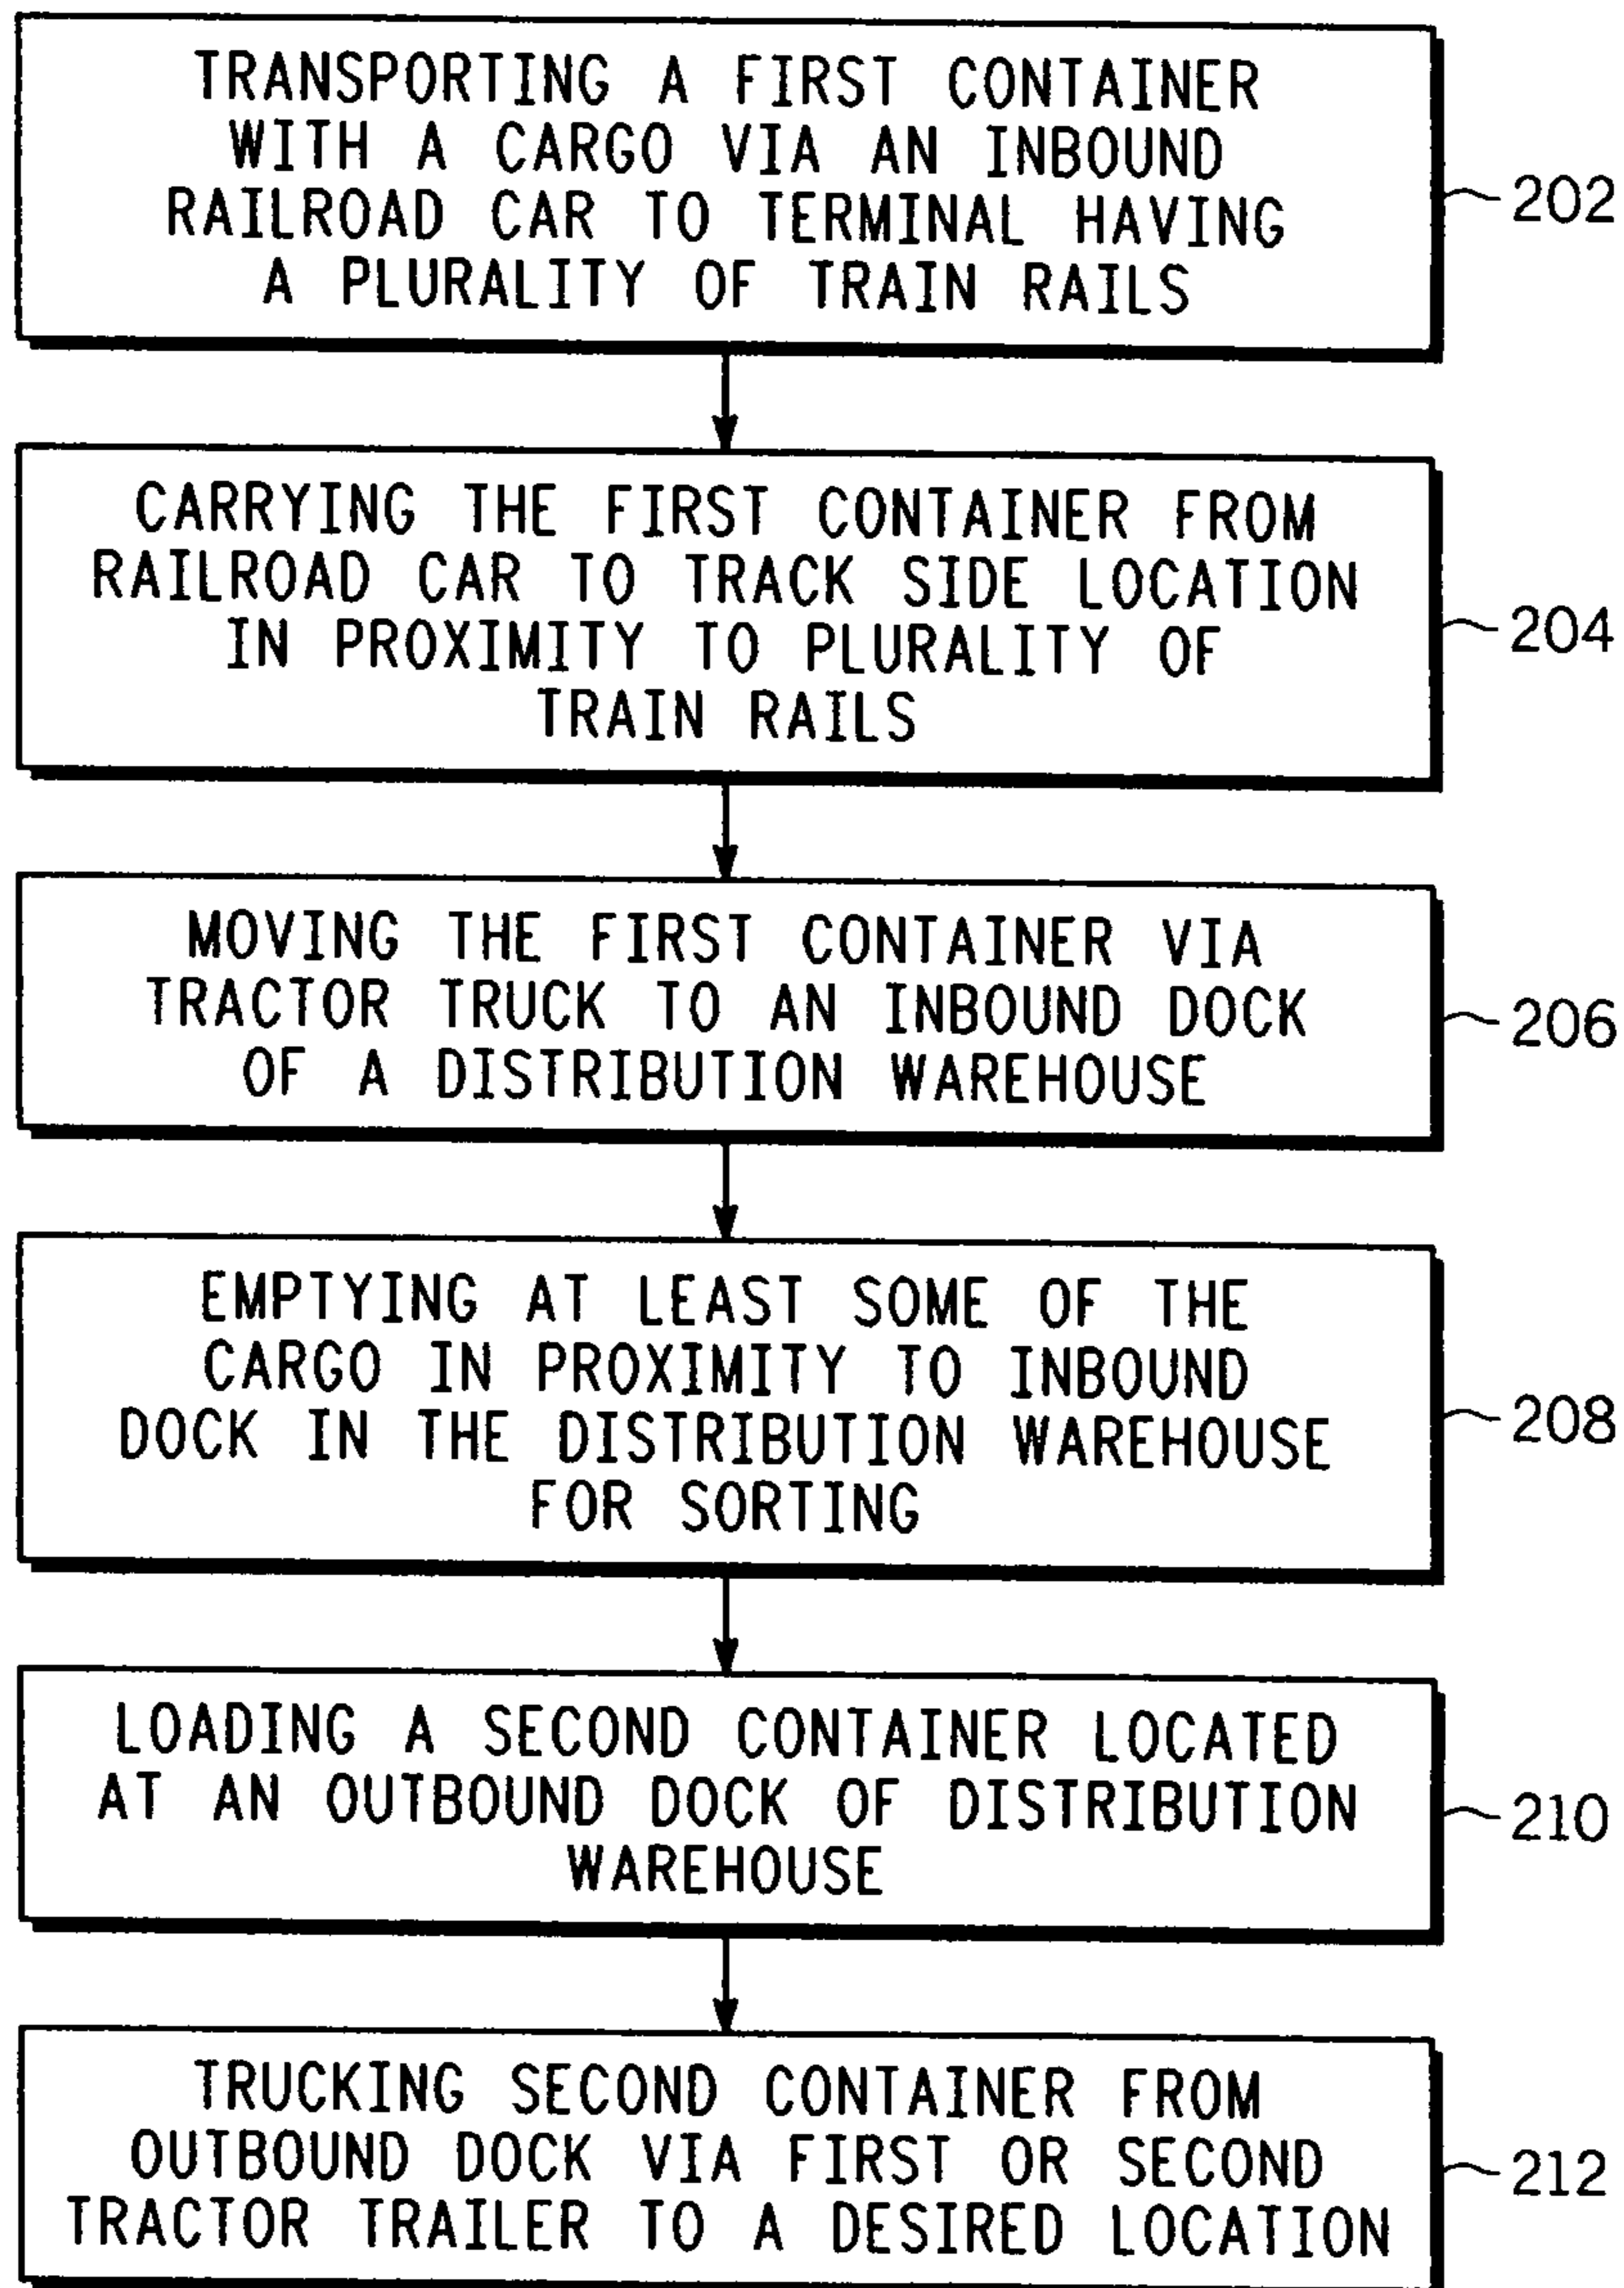 TRANSPORTING A FIRST CONTAINER
WITH A CARGO VIA AN INBOUND
RAILROAD CAR TO TERMINAL HAVING
A PLURALITY OF TRAIN RAILS
202
CARRYING THE FIRST CONTAINER FROM
RAILROAD CAR TO TRACK SIDE LOCATION
IN PROXIMITY TO PLURALITY OF
TRAIN RAILS
204
MOVING THE FIRST CONTAINER VIA
TRACTOR TRUCK TO AN INBOUND DOCK
OF A DISTRIBUTION WAREHOUSE
206
EMPTYING AT LEAST SOME OF THE
CARGO IN PROXIMITY TO INBOUND
DOCK IN THE DISTRIBUTION WAREHOUSE
FOR SORTING
208
LOADING A SECOND CONTAINER LOCATED
AT AN OUTBOUND DOCK OF DISTRIBUTION
WAREHOUSE
210
TRUCKING SECOND CONTAINER FROM
OUTBOUND DOCK VIA FIRST OR SECOND
TRACTOR TRAILER TO A DESIRED LOCATION
212